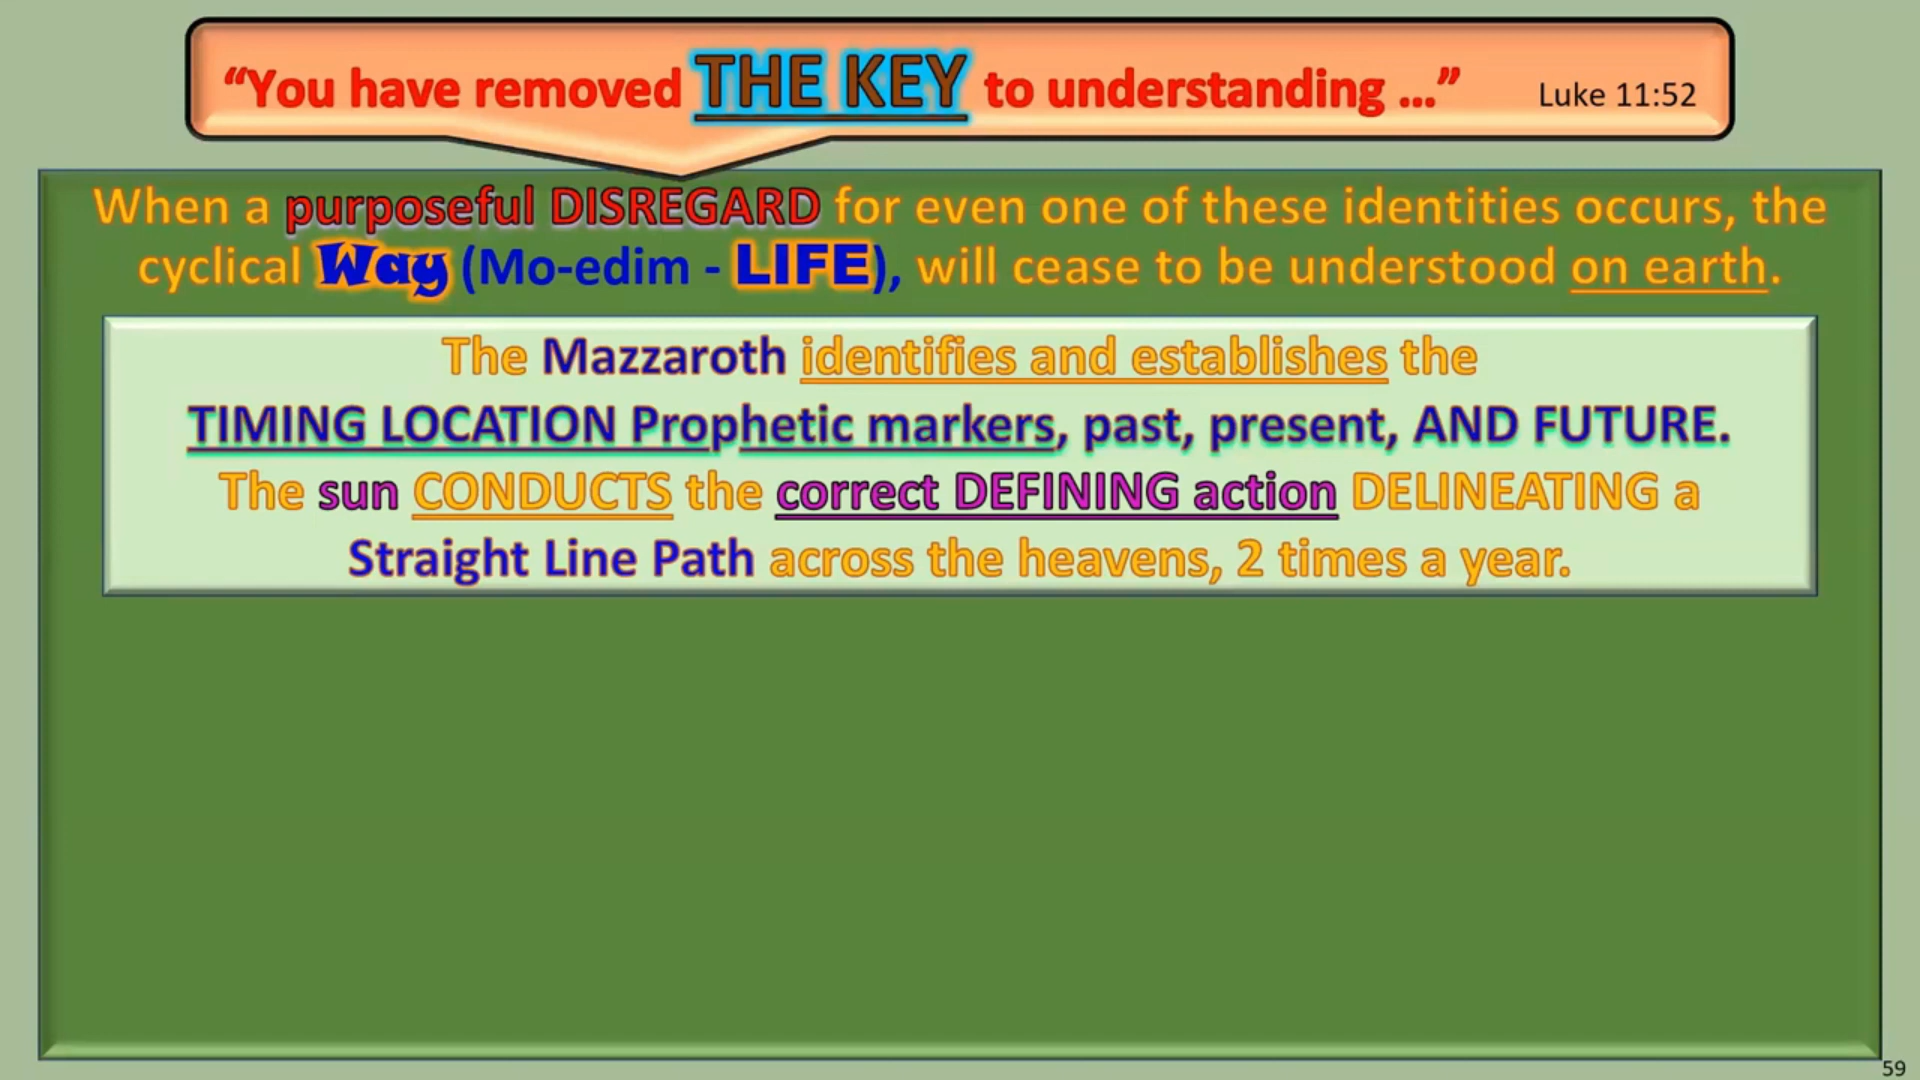 “You have removed THE KEY to understanding ...” Luke 11:52
When a purposeful DISREGARD for even one of these identities occurs, the
cyclical Way (Mo-edim - LIFE), will cease to be understood on earth.
The Mazzaroth identifies and establishes the
TIMING LOCATION Prophetic markers, past, present, AND FUTURE.
The sun CONDUCTS the correct DEFINING action DELINEATING a
Straight Line Path across the heavens, 2 times a year.
59